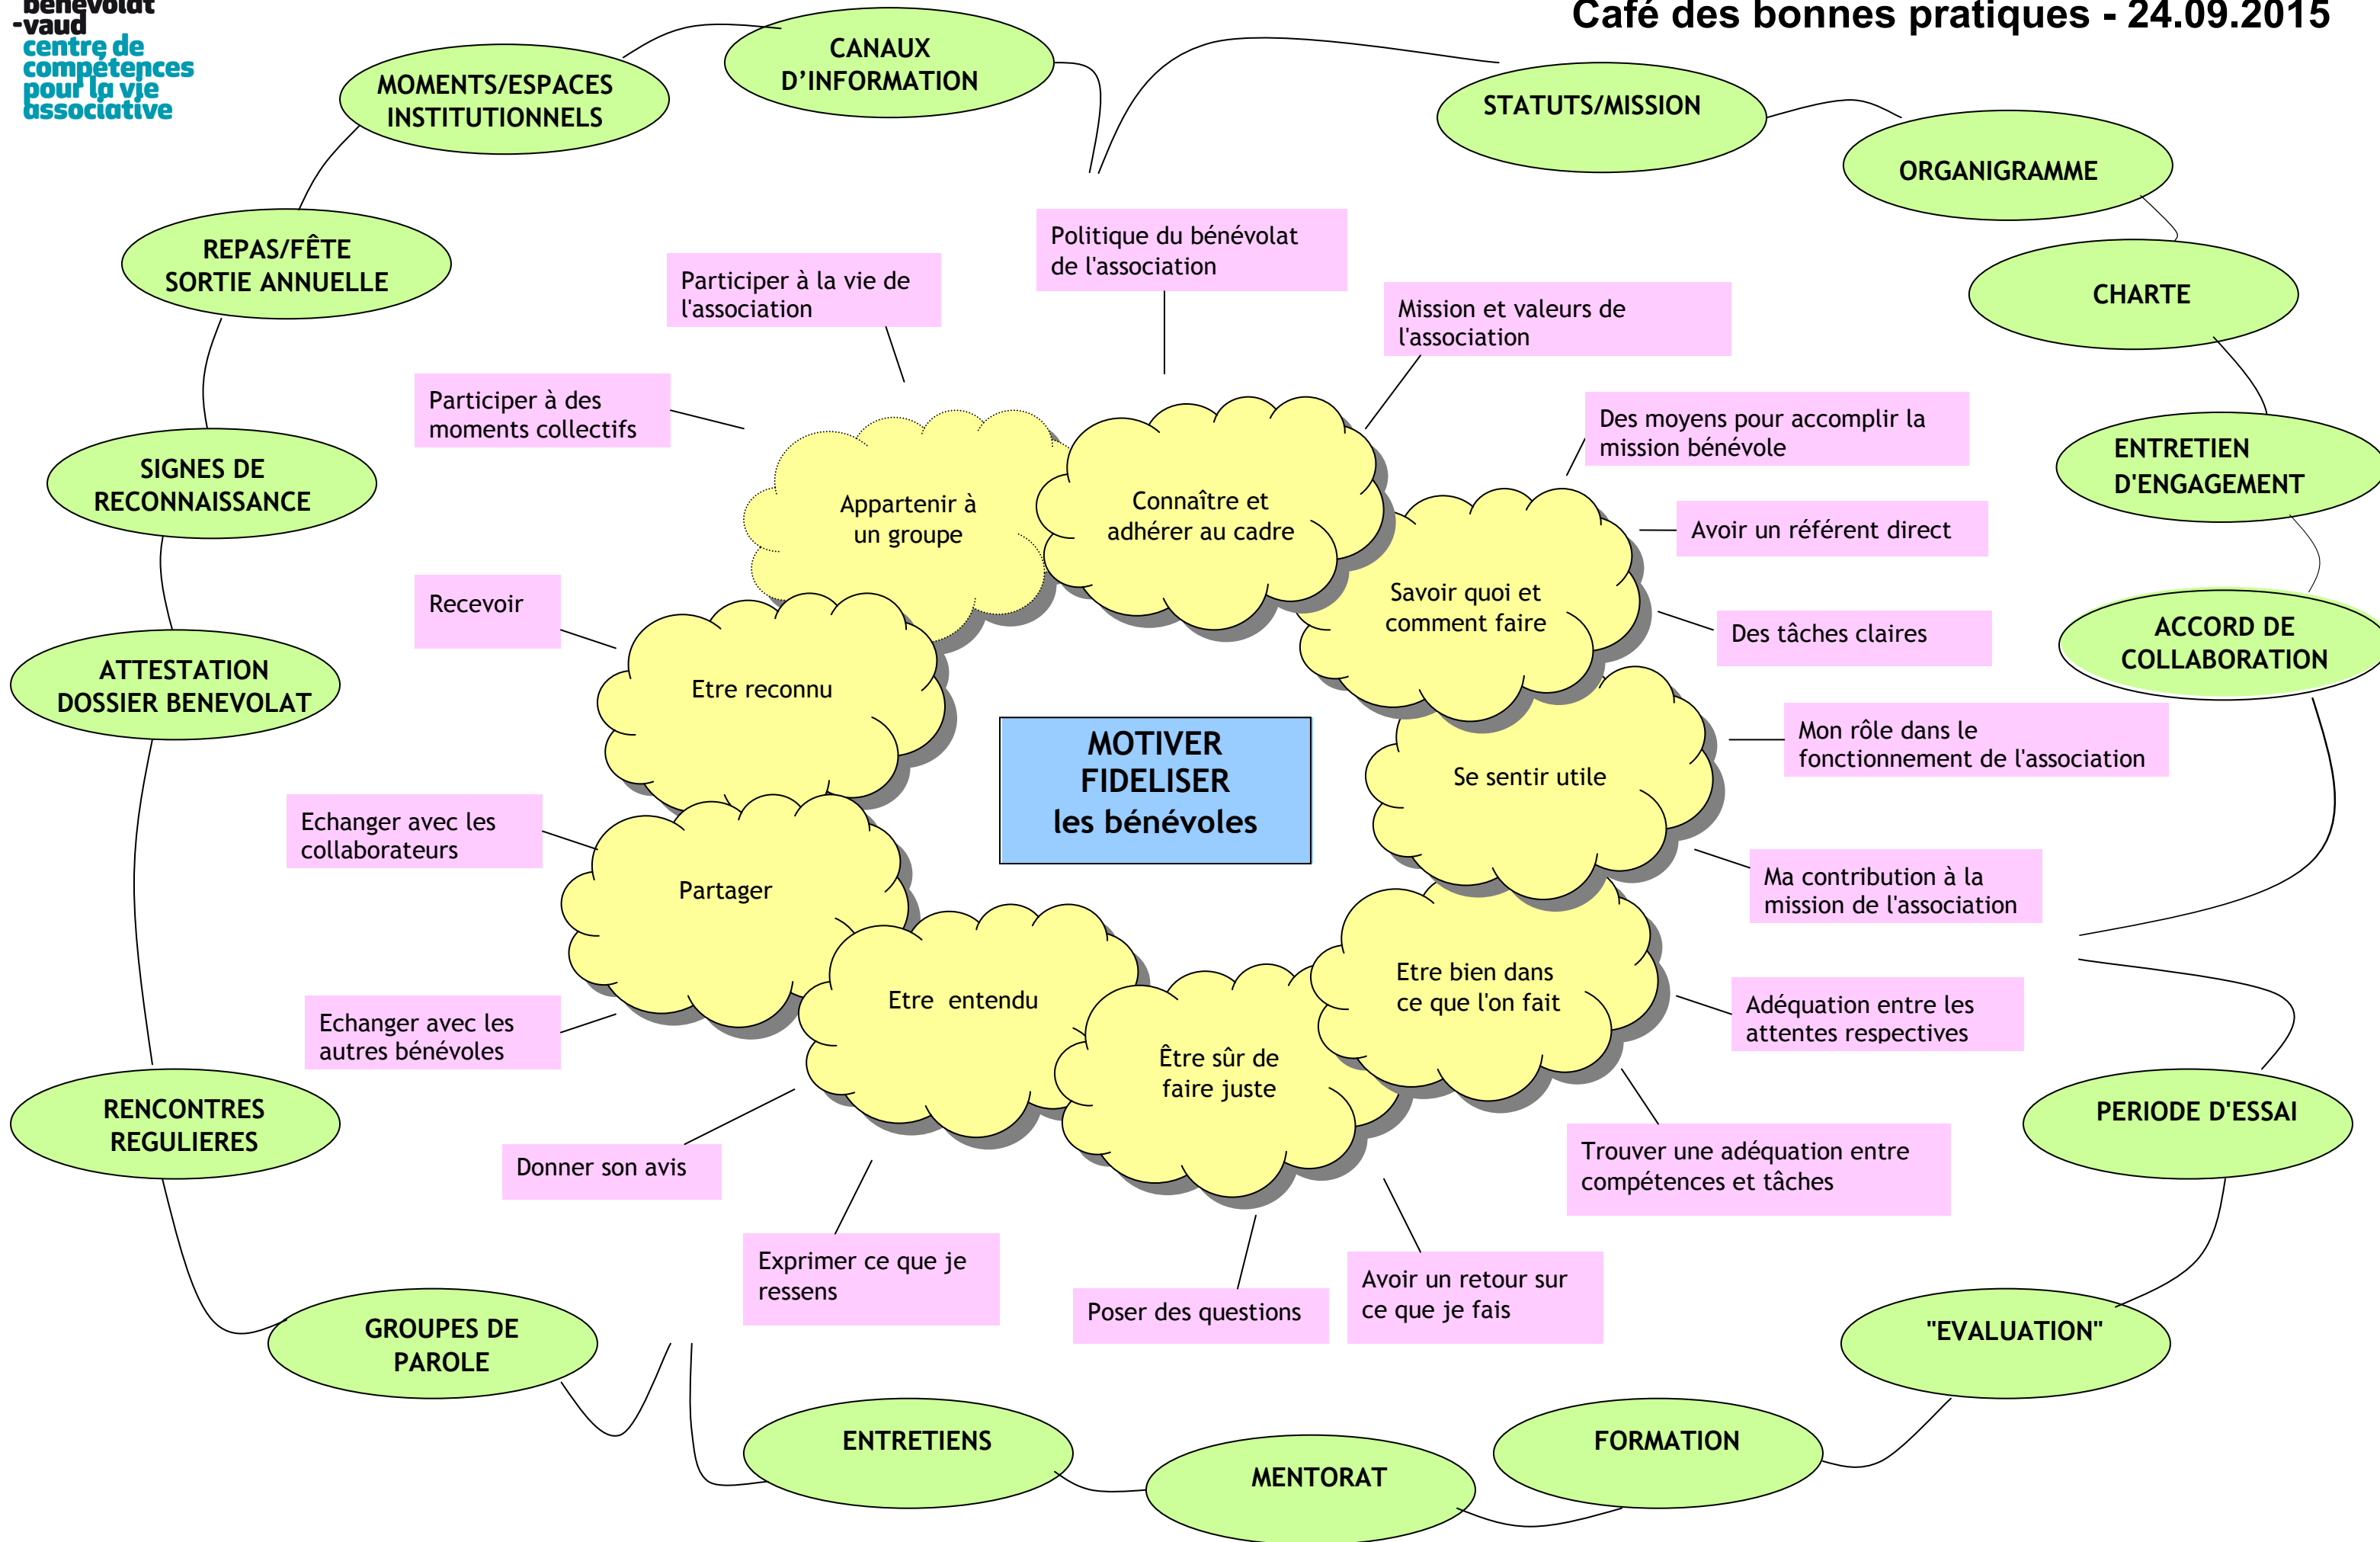 bénévolat
-vaud
centre de
compétences
pour la vie
associative
Café des bonnes pratiques - 24.09.2015
CANAUX
D’INFORMATION
MOMENTS/ESPACES
INSTITUTIONNELS
STATUTS/MISSION
ORGANIGRAMME
REPAS/FÊTE
SORTIE ANNUELLE
CHARTE
Politique du bénévolat
de l'association
Participer à la vie de
l'association
Mission et valeurs de
l'association
Participer à des
moments collectifs
Des moyens pour accomplir la
mission bénévole
SIGNES DE
RECONNAISSANCE
ENTRETIEN
D'ENGAGEMENT
Appartenir à
un groupe
Connaître et
adhérer au cadre
Avoir un référent direct
Recevoir
Savoir quoi et
comment faire
Des tâches claires
ACCORD DE
COLLABORATION
ATTESTATION
DOSSIER BENEVOLAT
Etre reconnu
MOTIVER
FIDELISER
les bénévoles
Se sentir utile
Mon rôle dans le
fonctionnement de l'association
Echanger avec les
collaborateurs
Partager
Ma contribution à la
mission de l'association
Echanger avec les
autres bénévoles
Etre  entendu
Être sûr de
faire juste
Etre bien dans
ce que l'on fait
Adéquation entre les
attentes respectives
RENCONTRES
REGULIERES
PERIODE D'ESSAI
Donner son avis
Trouver une adéquation entre
compétences et tâches
Exprimer ce que je
ressens
Poser des questions
Avoir un retour sur
ce que je fais
GROUPES DE
PAROLE
"EVALUATION"
ENTRETIENS
MENTORAT
FORMATION